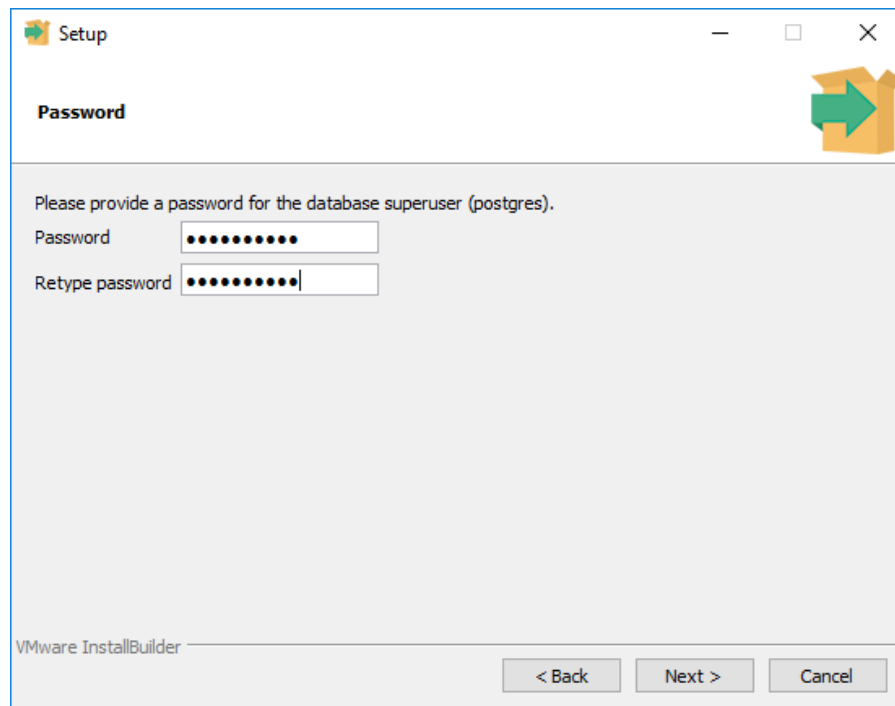 Setup
Password
Please provide a password for the database superuser (postgres).
Password ••••••••••
Retype password ••••••••••
VMware InstallBuilder
< Back Next > Cancel